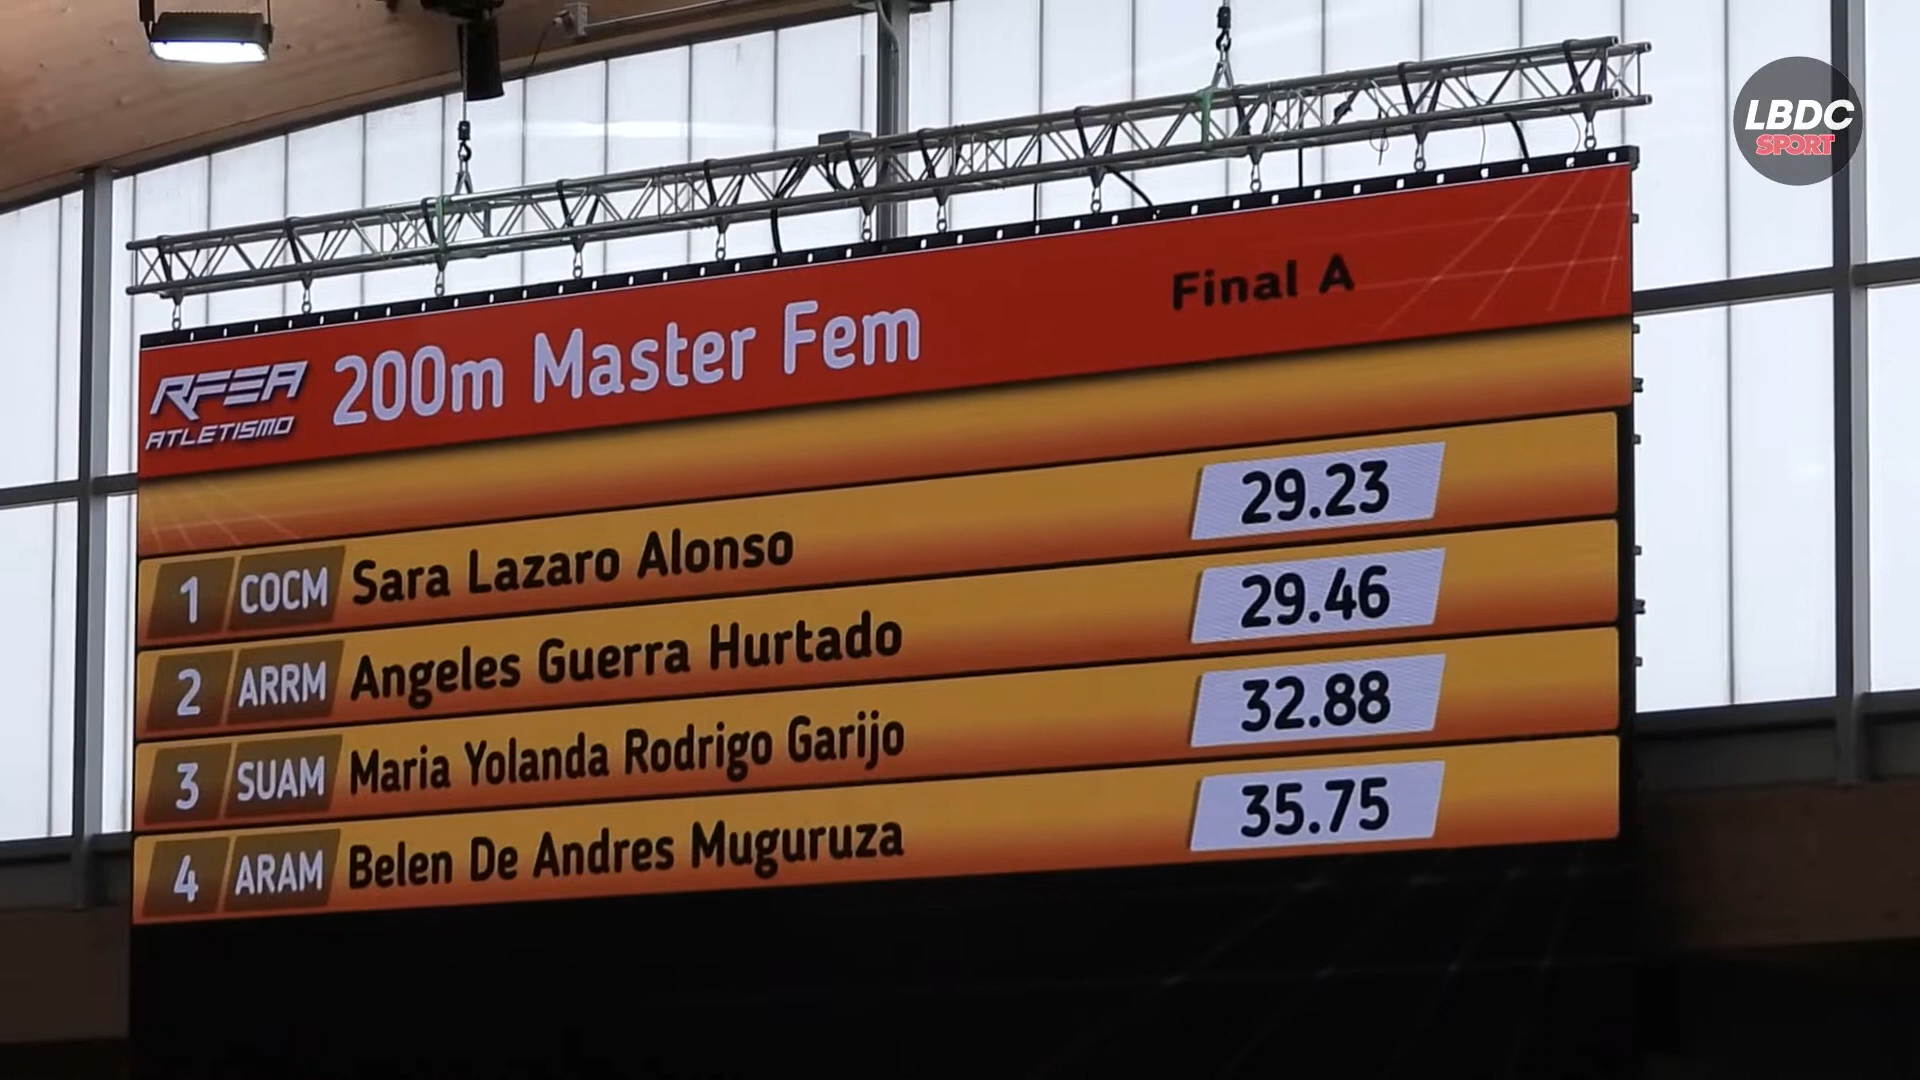 LBDC
SPORT
Final A
RFEA
ATLETISMO
200m Master Fem
1 COCM Sara Lazaro Alonso 29.23
2 ARRM Angeles Guerra Hurtado 29.46
3 SUAM Maria Yolanda Rodrigo Garijo 32.88
4 ARAM Belen De Andres Muguruza 35.75